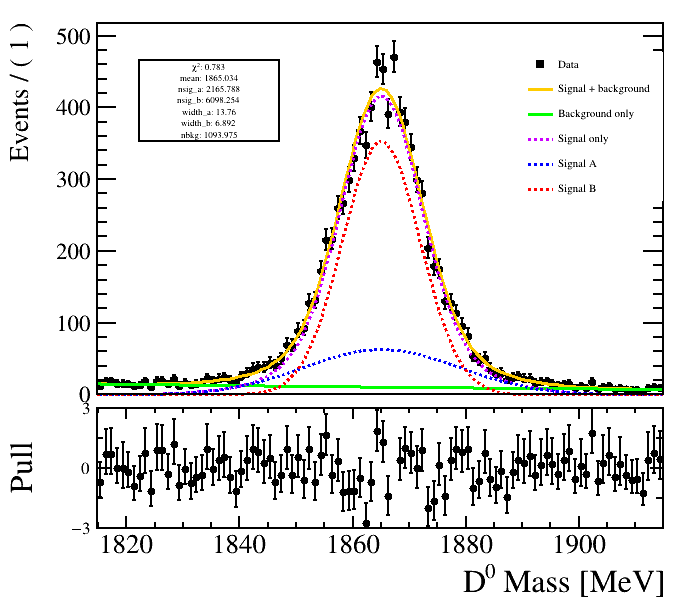 500
400
300
200
100
0
Events / ( 1 )
χ²: 0.783
mean: 1865.034
nsig_a: 2165.788
nsig_b: 6098.254
width_a: 13.76
width_b: 6.892
nbkg: 1093.975
Data
Signal + background
Background only
Signal only
Signal A
Signal B
3
0
−3
Pull
1820 1840 1860 1880 1900
D⁰ Mass [MeV]